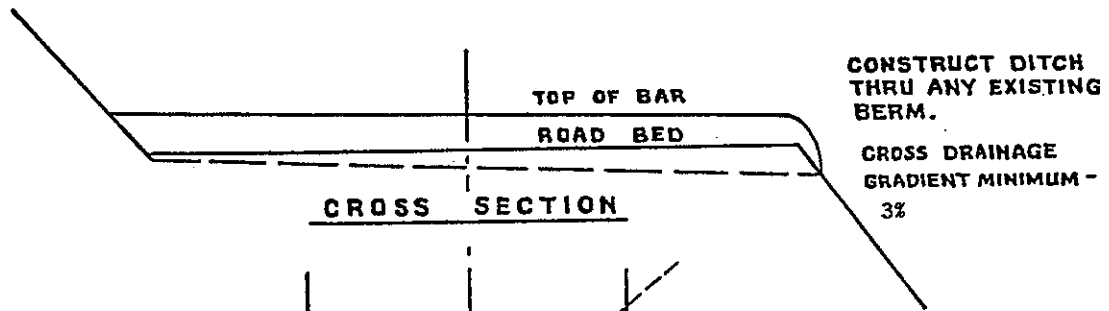 TOP OF BAR
ROAD BED
CROSS SECTION
CONSTRUCT DITCH
THRU ANY EXISTING
BERM.
CROSS DRAINAGE
GRADIENT MINIMUM -
3%